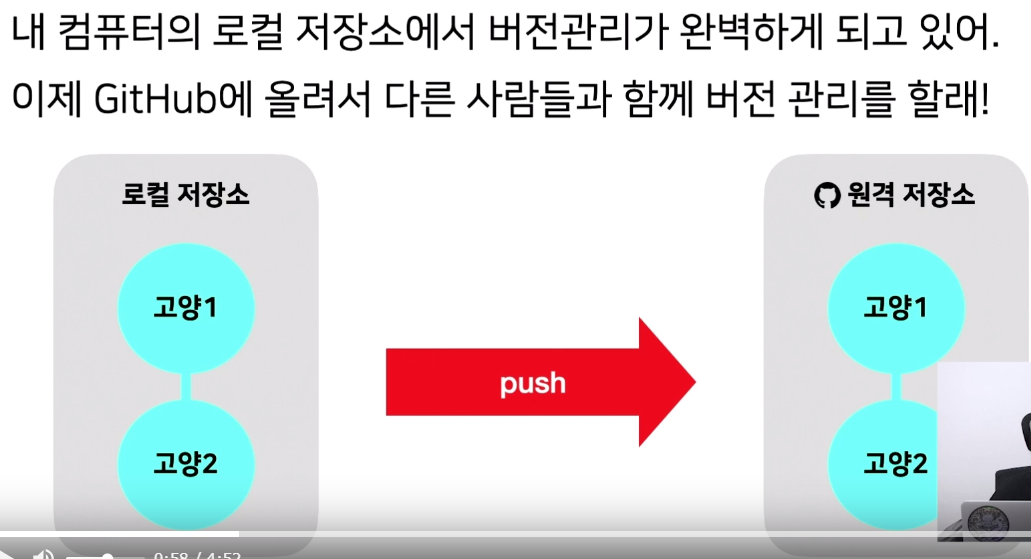 내 컴퓨터의 로컬 저장소에서 버전관리가 완벽하게 되고 있어.
이제 GitHub에 올려서 다른 사람들과 함께 버전 관리를 할래!
로컬 저장소
원격 저장소
고양1
고양1
push
고양2
고양2
0:58 / 4:52